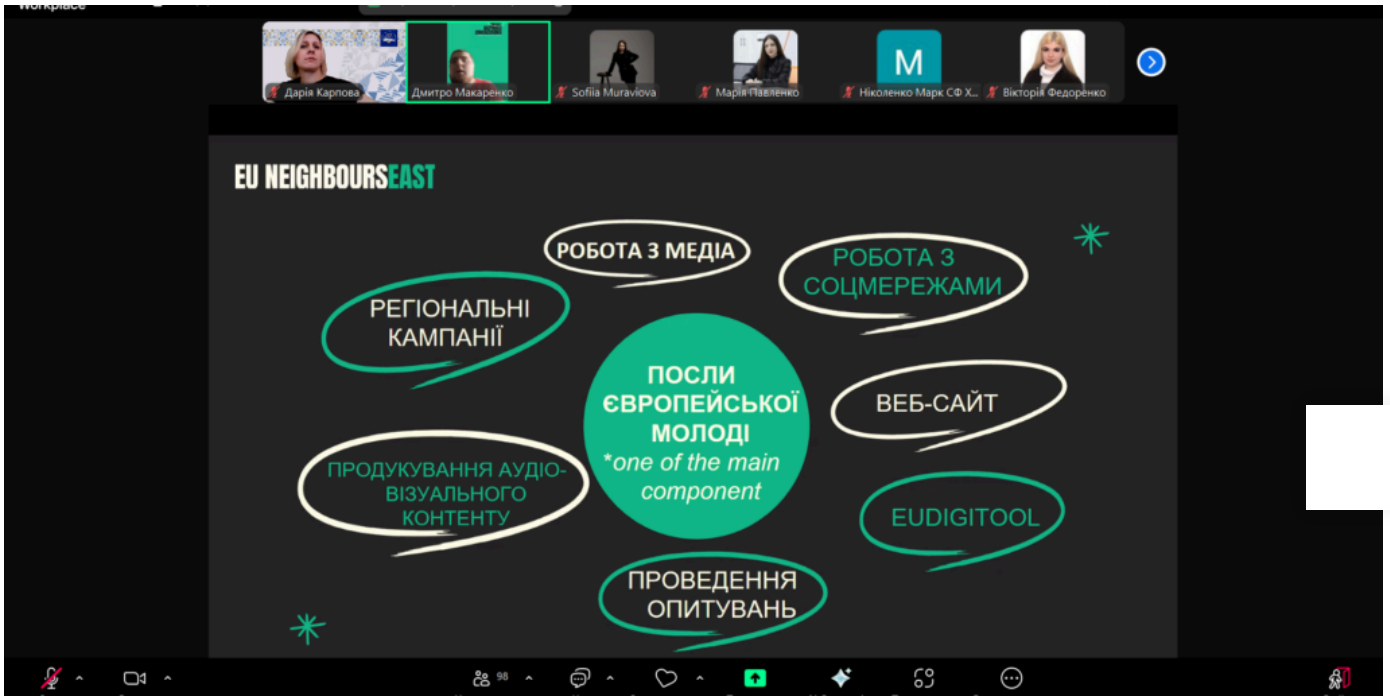 Workplace
Дарія Карпова
Дмитро Макаренко
Sofiia Muraviova
Марія Павленко
М
Ніколенко Марк СФ Х...
Вікторія Федоренко
EU NEIGHBOURSEAST
РОБОТА З МЕДІА
РОБОТА З
СОЦМЕРЕЖАМИ
РЕГІОНАЛЬНІ
КАМПАНІЇ
ПОСЛИ
ЄВРОПЕЙСЬКОЇ
МОЛОДІ
*one of the main
component
ВЕБ-САЙТ
ПРОДУКУВАННЯ АУДІО-
ВІЗУАЛЬНОГО
КОНТЕНТУ
EUDIGITOOL
ПРОВЕДЕННЯ
ОПИТУВАНЬ
98